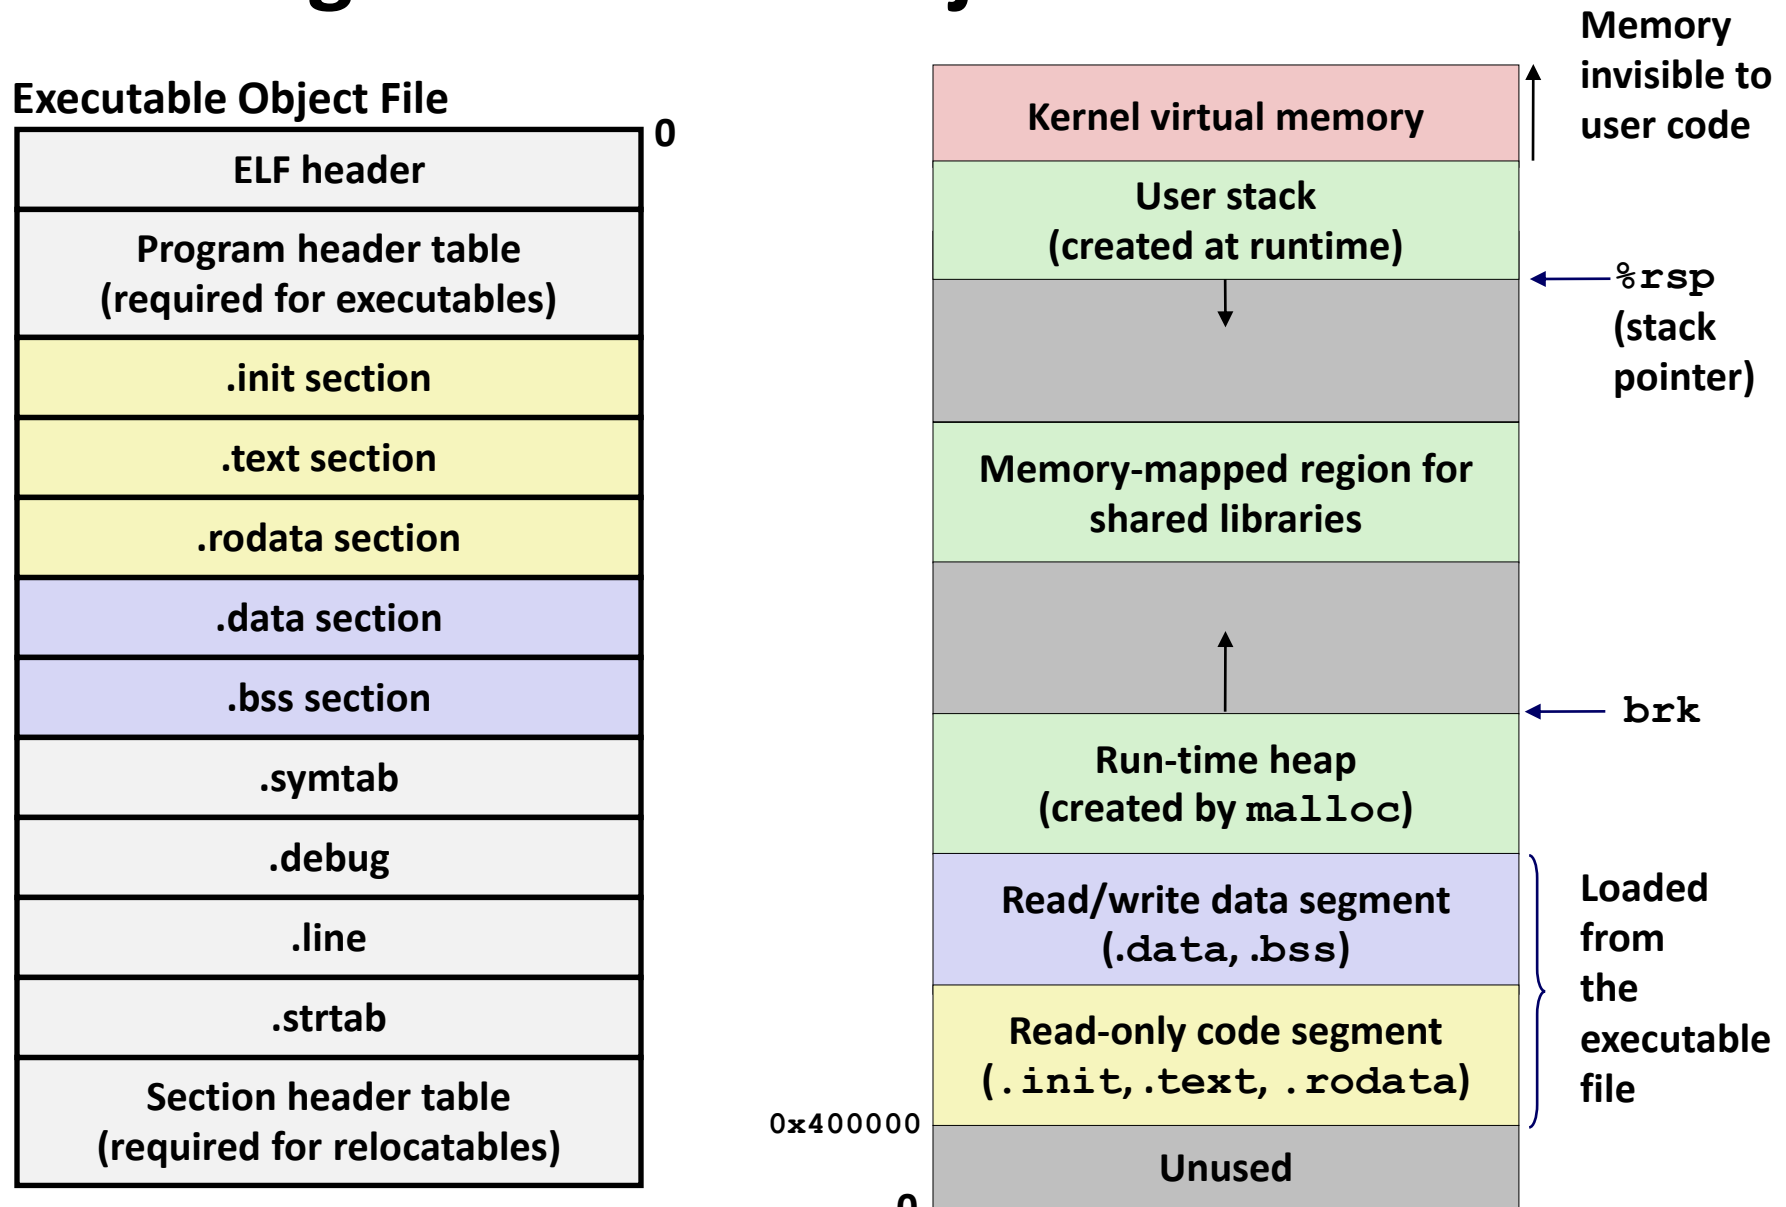 Executable Object File
0
ELF header
Program header table
(required for executables)
.init section
.text section
.rodata section
.data section
.bss section
.symtab
.debug
.line
.strtab
Section header table
(required for relocatables)
Kernel virtual memory
User stack
(created at runtime)
Memory-mapped region for
shared libraries
Run-time heap
(created by malloc)
Read/write data segment
(.data, .bss)
Read-only code segment
(.init, .text, .rodata)
Unused
0x400000
0
Memory
invisible to
user code
%rsp
(stack
pointer)
brk
Loaded
from
the
executable
file